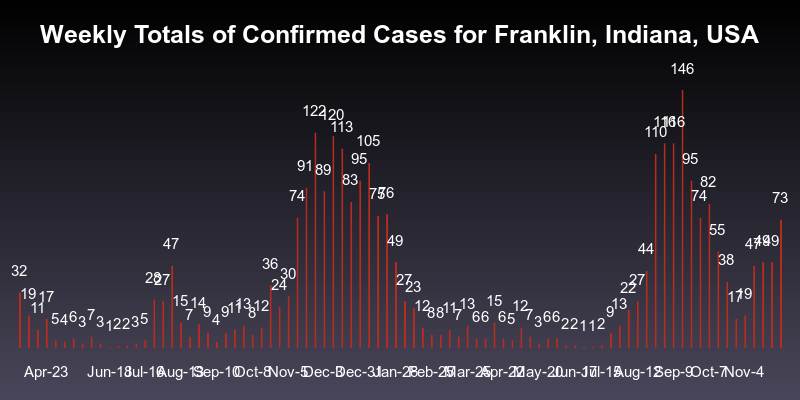 Weekly Totals of Confirmed Cases for Franklin, Indiana, USA
32 19 11 17 5 4 6 3 7 3 1 2 2 3 5 28 27 47 15 7 14 9 4 9 11 13 8 12 36 24 30 74 91 122 89 120 113 83 95 105 75 76 49 27 23 12 8 8 11 7 13 6 6 15 6 5 12 7 3 6 6 2 2 1 1 2 9 13 22 27 44 110 116 116 146 95 74 82 55 38 17 19 47 49 49 73
Apr-23 Jun-18 Jul-16 Aug-13 Sep-10 Oct-8 Nov-5 Dec-3 Dec-31 Jan-28 Feb-25 Mar-25 Apr-22 May-20 Jun-17 Jul-15 Aug-12 Sep-9 Oct-7 Nov-4